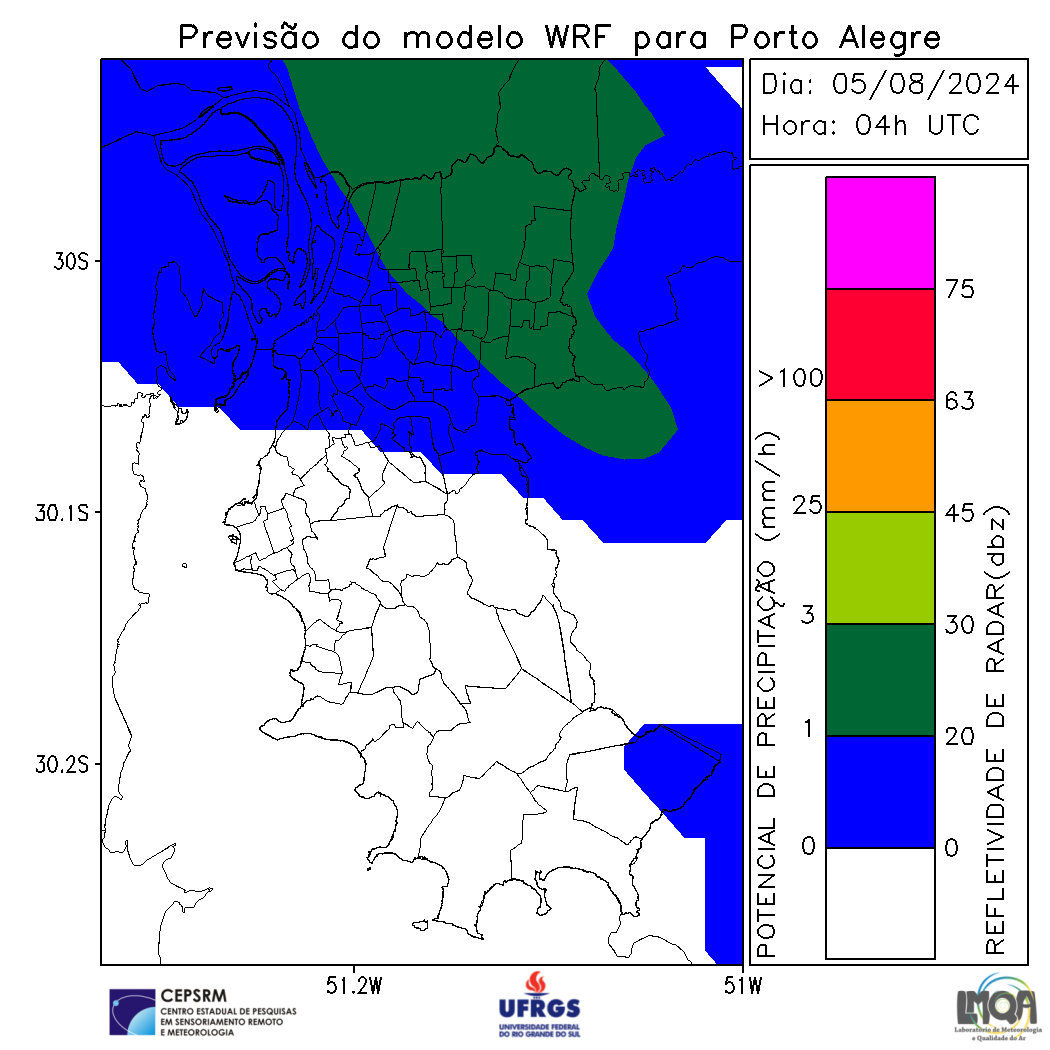 Previsão do modelo WRF para Porto Alegre
Dia: 05/08/2024
Hora: 04h UTC
30S
30.1S
30.2S
51.2W
51W
POTENCIAL DE PRECIPITAÇÃO (mm/h)
>100
25
3
1
0
75
63
45
30
20
0
REFLETIVIDADE DE RADAR(dbz)
CEPSRM
CENTRO ESTADUAL DE PESQUISAS
EM SENSORIAMENTO REMOTO
E METEOROLOGIA
UFRGS
UNIVERSIDADE FEDERAL
DO RIO GRANDE DO SUL
LMQA
Laboratório de Meteorologia
e Qualidade do Ar